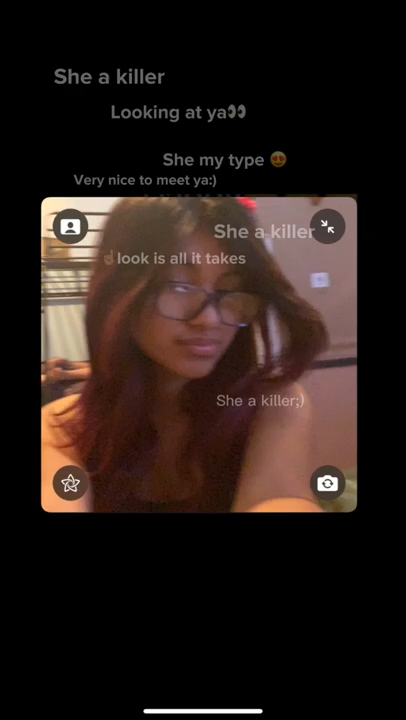 She a killer
Looking at ya👀
She my type 😍
Very nice to meet ya:)
She a killer
☝🏾look is all it takes
She a killer;)